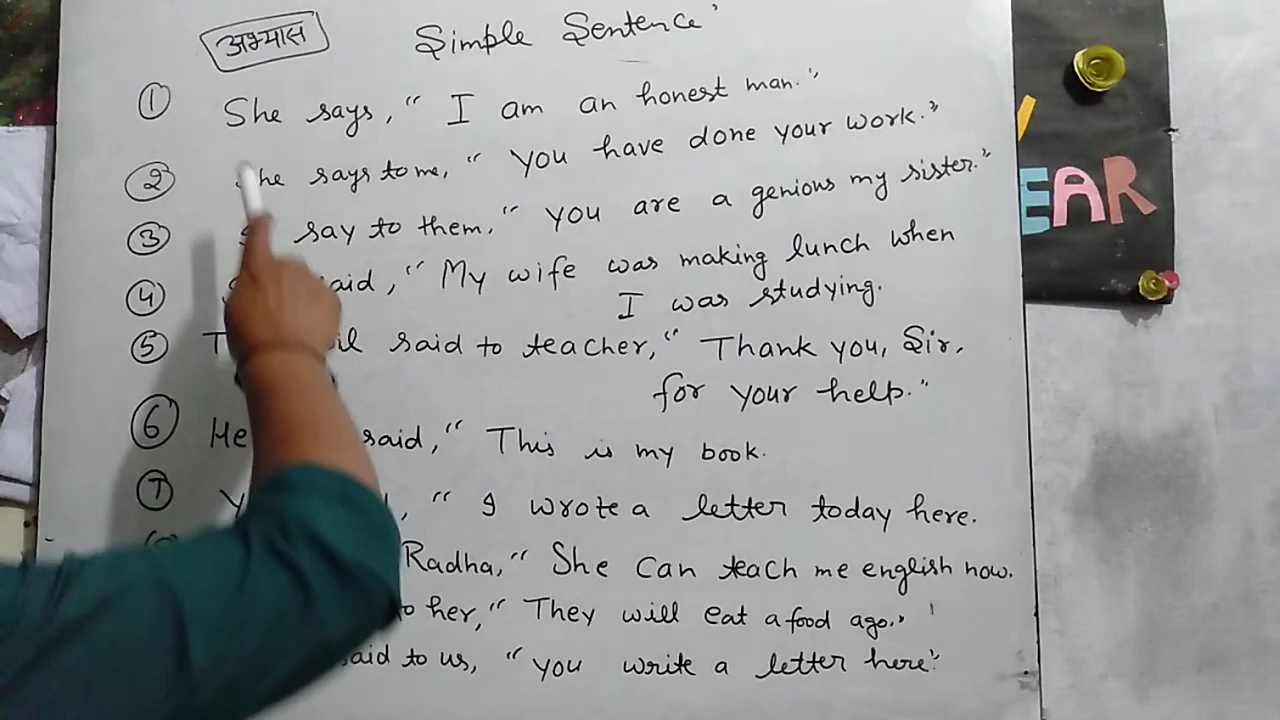 अभ्यास Simple Sentence
① She says, " I am an honest man."
② She says to me, " You have done your work."
③ say to them, " You are a genious my sister."
④ said, " My wife was making lunch when
I was studying.
⑤ said to teacher, " Thank you, Sir,
for your help."
⑥ He said, " This is my book.
⑦ " I wrote a letter today here.
Radha, " She Can teach me english now.
to her, " They will eat a food ago."
said to us, " You write a letter here."
EAR